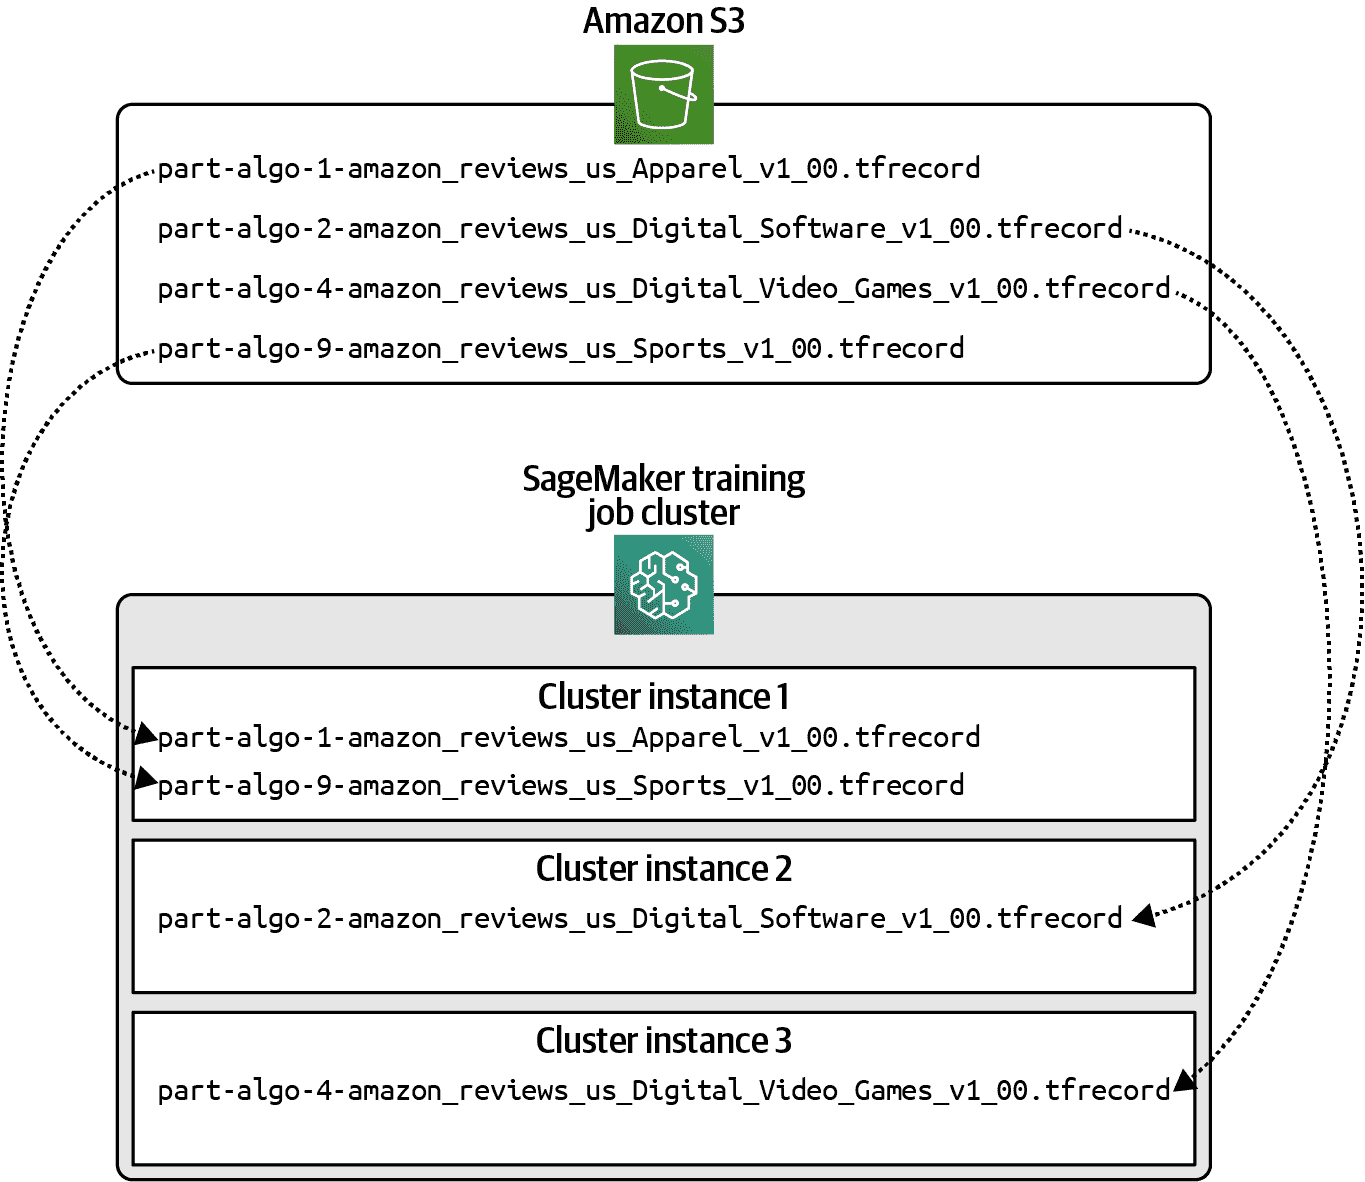 Amazon S3
part-algo-1-amazon_reviews_us_Apparel_v1_00.tfrecord
part-algo-2-amazon_reviews_us_Digital_Software_v1_00.tfrecord
part-algo-4-amazon_reviews_us_Digital_Video_Games_v1_00.tfrecord
part-algo-9-amazon_reviews_us_Sports_v1_00.tfrecord
SageMaker training
job cluster
Cluster instance 1
part-algo-1-amazon_reviews_us_Apparel_v1_00.tfrecord
part-algo-9-amazon_reviews_us_Sports_v1_00.tfrecord
Cluster instance 2
part-algo-2-amazon_reviews_us_Digital_Software_v1_00.tfrecord
Cluster instance 3
part-algo-4-amazon_reviews_us_Digital_Video_Games_v1_00.tfrecord